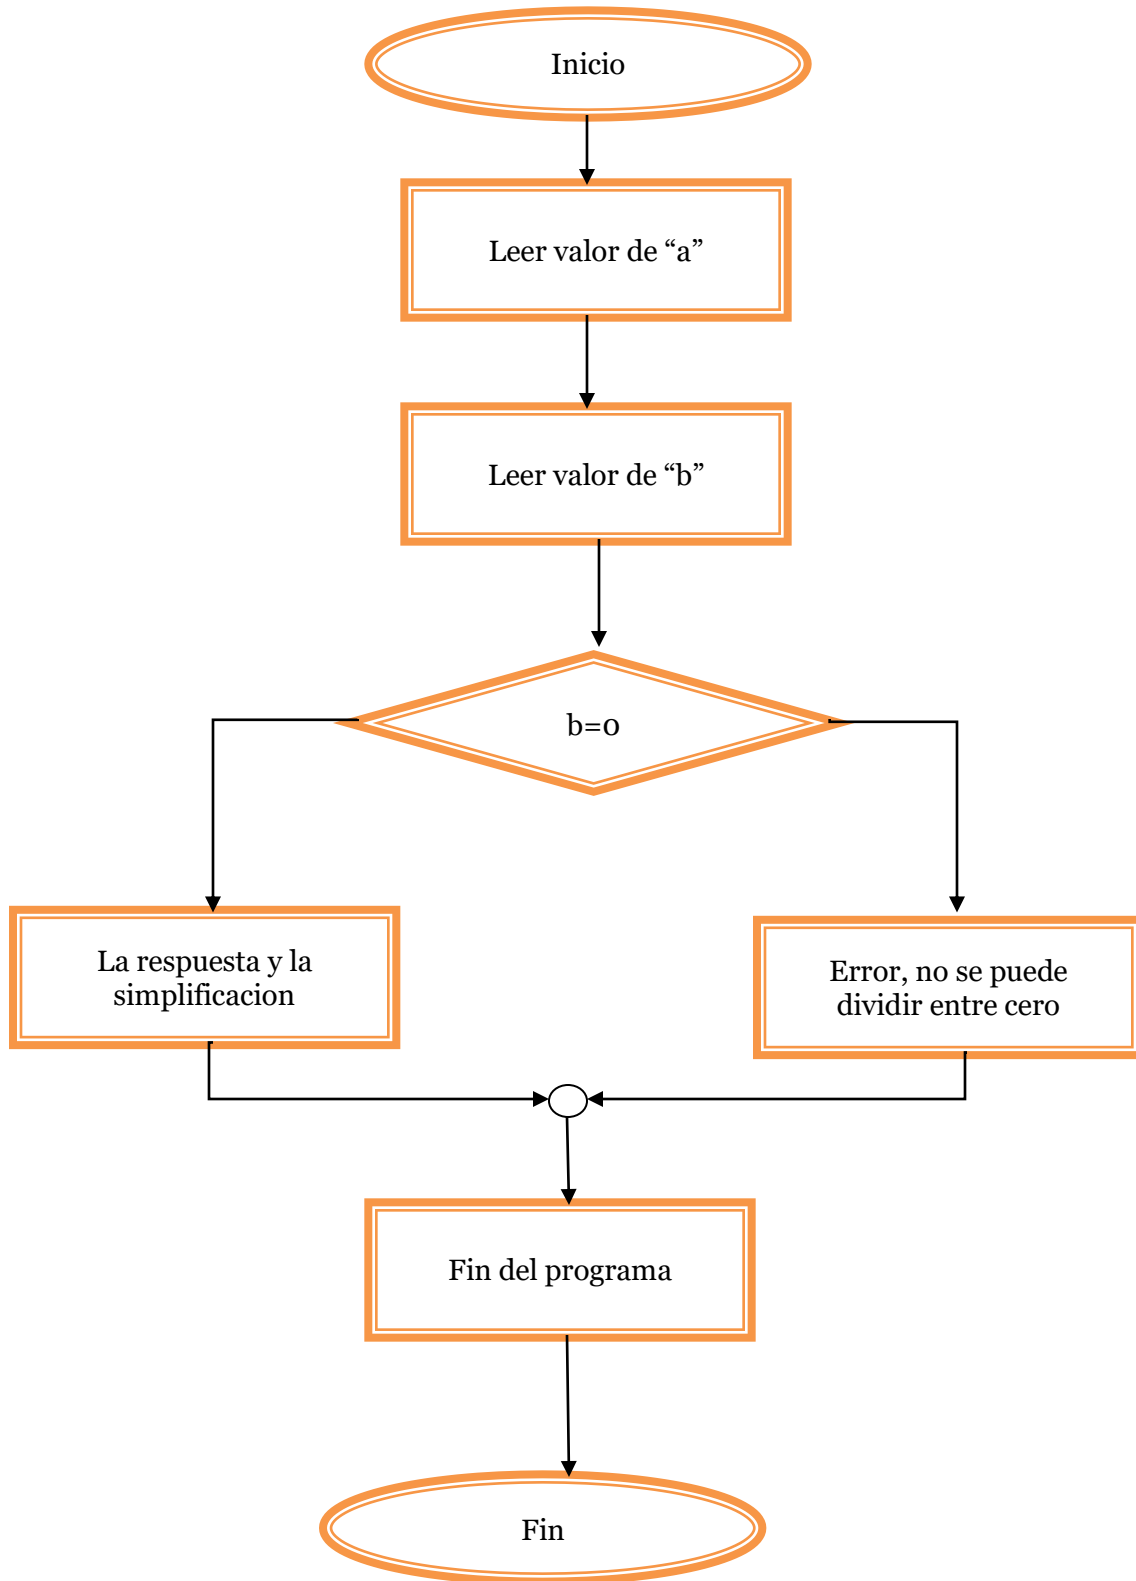 Inicio
Leer valor de “a”
Leer valor de “b”
b=0
La respuesta y la
simplificacion
Error, no se puede
dividir entre cero
Fin del programa
Fin